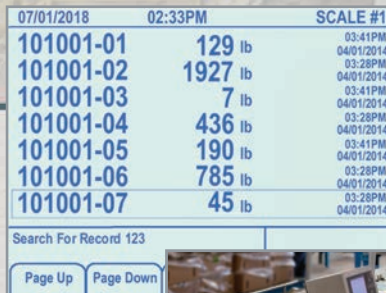 07/01/2018 02:33PM SCALE #1
101001-01 129 lb 03:41PM 04/01/2014
101001-02 1927 lb 03:28PM 04/01/2014
101001-03 7 lb 03:41PM 04/01/2014
101001-04 436 lb 03:28PM 04/01/2014
101001-05 190 lb 03:41PM 04/01/2014
101001-06 785 lb 03:28PM 04/01/2014
101001-07 45 lb 03:28PM 04/01/2014
Search For Record 123
Page Up Page Down